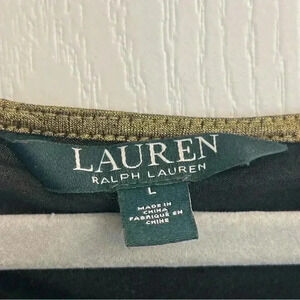 LAUREN
RALPH LAUREN
L
MADE IN
CHINA
FABRIQUÉ EN
CHINE